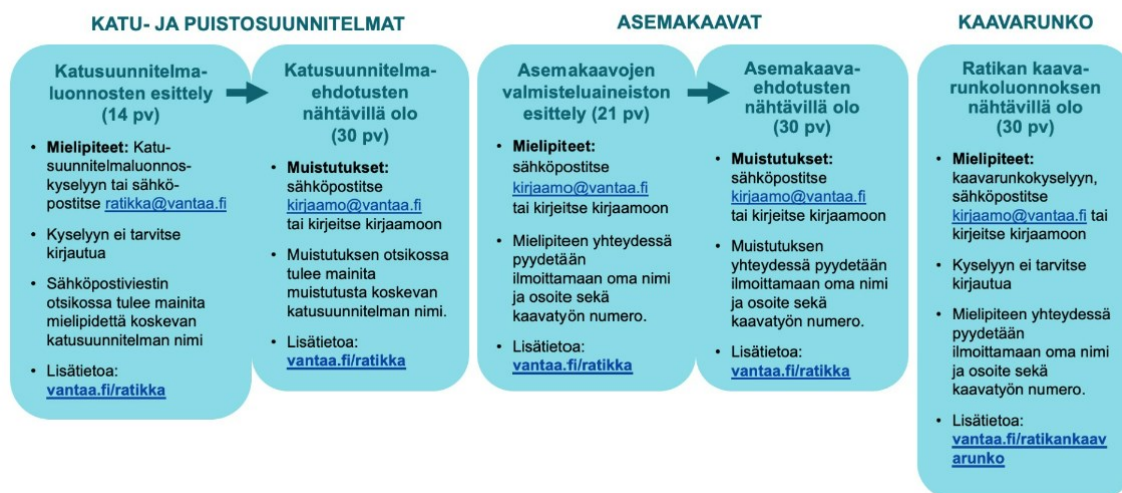 KATU- JA PUISTOSUUNNITELMAT
Katusuunnitelma-
luonnosten esittely
(14 pv)
• Mielipiteet: Katu-
suunnitelmaluonnos-
kyselyyn tai sähkö-
postitse ratikka@vantaa.fi
• Kyselyyn ei tarvitse
kirjautua
• Sähköpostiviestin
otsikossa tulee mainita
mielipidettä koskevan
katusuunnitelman nimi
• Lisätietoa:
vantaa.fi/ratikka
Katusuunnitelma-
ehdotusten
nähtävillä olo
(30 pv)
• Muistutukset:
sähköpostitse
kirjaamo@vantaa.fi
tai kirjeitse kirjaamoon
• Muistutuksen otsikossa
tulee mainita
muistutusta koskevan
katusuunnitelman nimi.
• Lisätietoa:
vantaa.fi/ratikka
ASEMAKAAVAT
Asemakaavojen
valmisteluaineiston
esittely (21 pv)
• Mielipiteet:
sähköpostitse
kirjaamo@vantaa.fi
tai kirjeitse kirjaamoon
• Mielipiteen yhteydessä
pyydetään
ilmoittamaan oma nimi
ja osoite sekä
kaavatyön numero.
• Lisätietoa:
vantaa.fi/ratikka
Asemakaava-
ehdotusten
nähtävillä olo
(30 pv)
• Muistutukset:
sähköpostitse
kirjaamo@vantaa.fi
tai kirjeitse kirjaamoon
• Muistutuksen
yhteydessä pyydetään
ilmoittamaan oma nimi
ja osoite sekä
kaavatyön numero.
• Lisätietoa:
vantaa.fi/ratikka
KAAVARUNKO
Ratikan kaava-
runkoluonnoksen
nähtävillä olo
(30 pv)
• Mielipiteet:
kaavarunkokyselyyn,
sähköpostitse
kirjaamo@vantaa.fi tai
kirjeitse kirjaamoon
• Kyselyyn ei tarvitse
kirjautua
• Mielipiteen yhteydessä
pyydetään
ilmoittamaan oma nimi
ja osoite sekä
kaavatyön numero.
• Lisätietoa:
vantaa.fi/ratikankaav
arunko